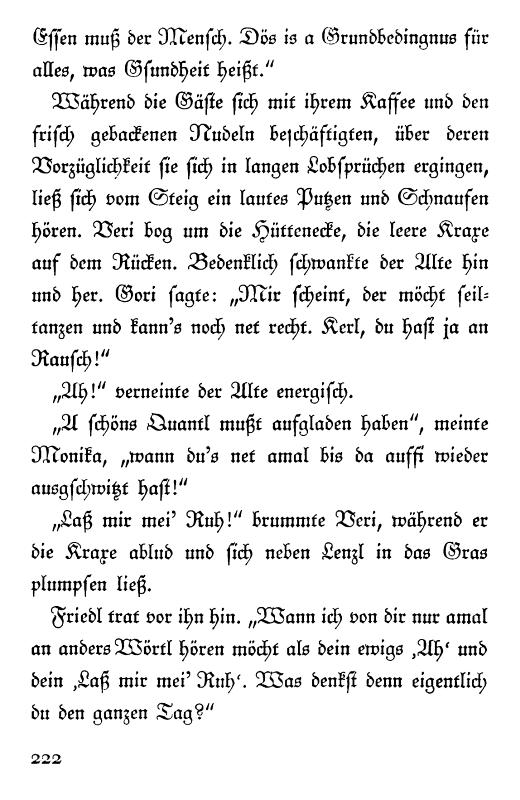 Essen muß der Mensch. Dös is a Grundbedingnus für
alles, was Gsundheit heißt.“
Während die Gäste sich mit ihrem Kaffee und den
frisch gebackenen Nudeln beschäftigten, über deren
Vorzüglichkeit sie sich in langen Lobsprüchen ergingen,
ließ sich vom Steig ein lautes Putzen und Schnaufen
hören. Veri bog um die Hüttenecke, die leere Kraxe
auf dem Rücken. Bedenklich schwankte der Alte hin
und her. Gori sagte: „Mir scheint, der möcht seil-
tanzen und kann's noch net recht. Kerl, du hast ja an
Rausch!“
„Ah!“ verneinte der Alte energisch.
„A schöns Quantl mußt aufgladen haben“, meinte
Monika, „wann du's net amal bis da auffi wieder
ausgschwitzt hast!“
„Laß mir mei' Ruh!“ brummte Veri, während er
die Kraxe ablud und sich neben Lenzl in das Gras
plumpsen ließ.
Friedl trat vor ihn hin. „Wann ich von dir nur amal
an anders Wörtl hören möcht als dein ewigs ‚Ah‘ und
dein ‚Laß mir mei' Ruh‘. Was denkst denn eigentlich
du den ganzen Tag?“
222